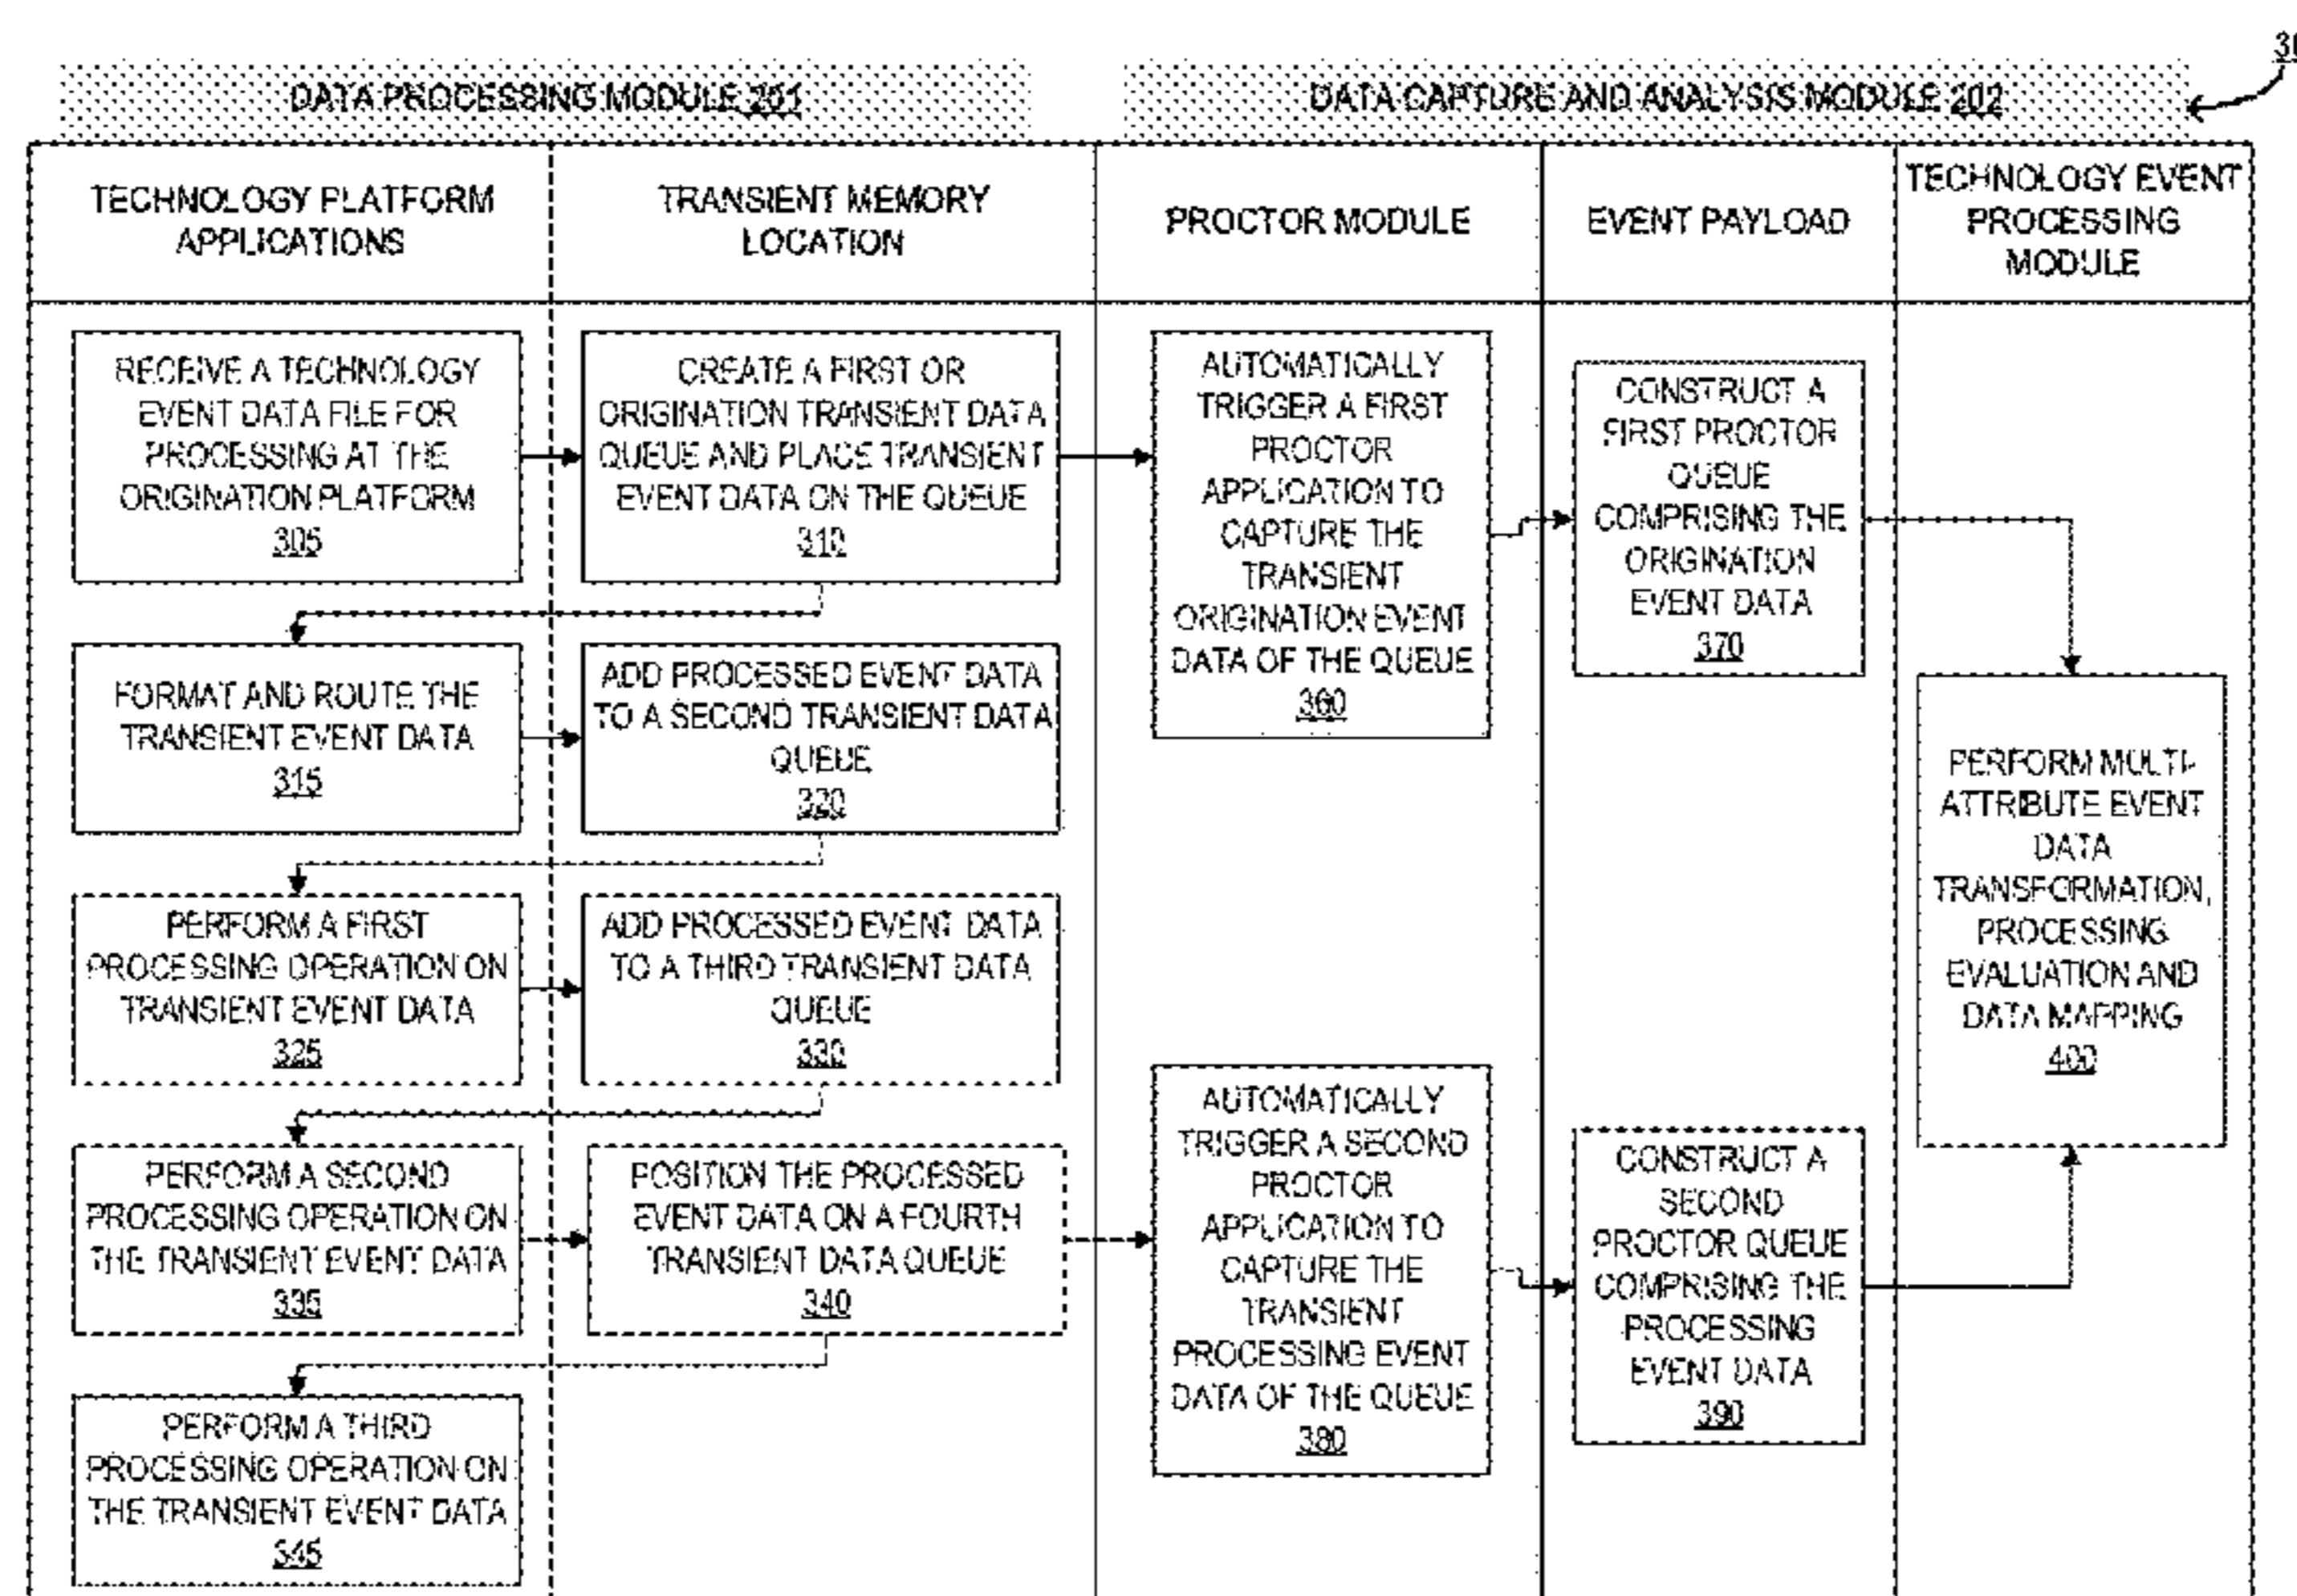 30
DATA PROCESSING MODULE 201
DATA CAPTURE AND ANALYSIS MODULE 202
TECHNOLOGY PLATFORM
APPLICATIONS
TRANSIENT MEMORY
LOCATION
PROCTOR MODULE
EVENT PAYLOAD
TECHNOLOGY EVENT
PROCESSING
MODULE
RECEIVE A TECHNOLOGY
EVENT DATA FILE FOR
PROCESSING AT THE
ORIGINATION PLATFORM
305
CREATE A FIRST OR
ORIGINATION TRANSIENT DATA
QUEUE AND PLACE TRANSIENT
EVENT DATA ON THE QUEUE
310
AUTOMATICALLY
TRIGGER A FIRST
PROCTOR
APPLICATION TO
CAPTURE THE
TRANSIENT
ORIGINATION EVENT
DATA OF THE QUEUE
360
CONSTRUCT A
FIRST PROCTOR
QUEUE
COMPRISING THE
ORIGINATION
EVENT DATA
370
FORMAT AND ROUTE THE
TRANSIENT EVENT DATA
315
ADD PROCESSED EVENT DATA
TO A SECOND TRANSIENT DATA
QUEUE
320
PERFORM MULTI-
ATTRIBUTE EVENT
DATA
TRANSFORMATION,
PROCESSING
EVALUATION AND
DATA MAPPING
400
PERFORM A FIRST
PROCESSING OPERATION ON
TRANSIENT EVENT DATA
325
ADD PROCESSED EVENT DATA
TO A THIRD TRANSIENT DATA
QUEUE
330
PERFORM A SECOND
PROCESSING OPERATION ON
THE TRANSIENT EVENT DATA
335
POSITION THE PROCESSED
EVENT DATA ON A FOURTH
TRANSIENT DATA QUEUE
340
AUTOMATICALLY
TRIGGER A SECOND
PROCTOR
APPLICATION TO
CAPTURE THE
TRANSIENT
PROCESSING EVENT
DATA OF THE QUEUE
380
CONSTRUCT A
SECOND
PROCTOR QUEUE
COMPRISING THE
PROCESSING
EVENT DATA
390
PERFORM A THIRD
PROCESSING OPERATION ON
THE TRANSIENT EVENT DATA
345